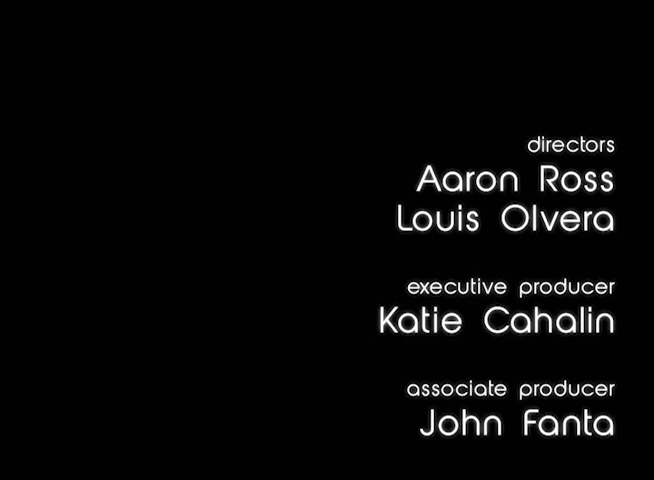 directors
Aaron Ross
Louis Olvera
executive producer
Katie Cahalin
associate producer
John Fanta